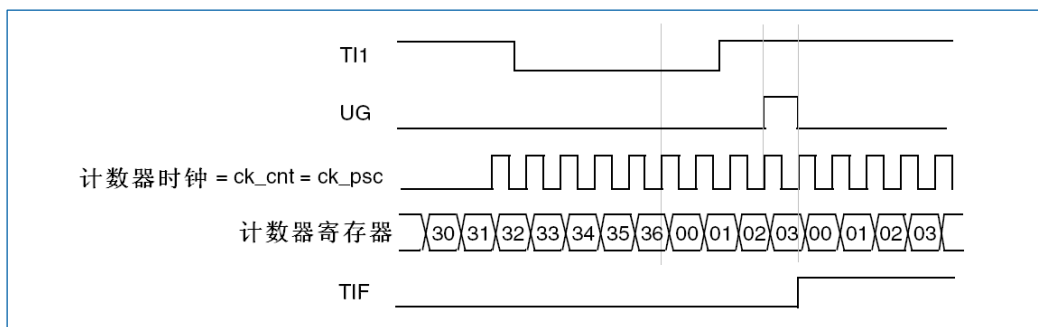 TI1
UG
计数器时钟 = ck_cnt = ck_psc
计数器寄存器 30 31 32 33 34 35 36 00 01 02 03 00 01 02 03
TIF